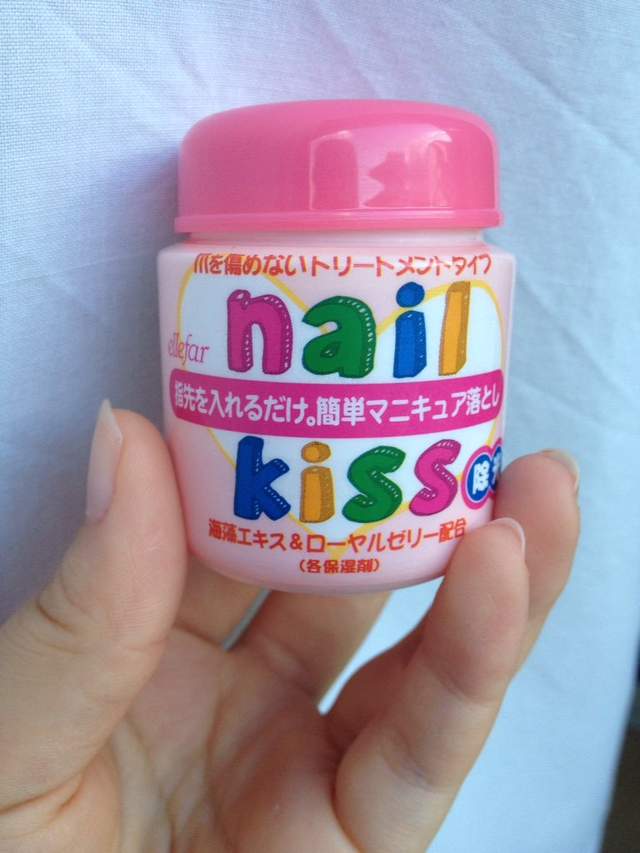 爪を傷めないトリートメントタイプ
nail
ellefar
指先を入れるだけ。簡単マニキュア落とし
kiss
除
海藻エキス&ローヤルゼリー配合
(各保湿剤)